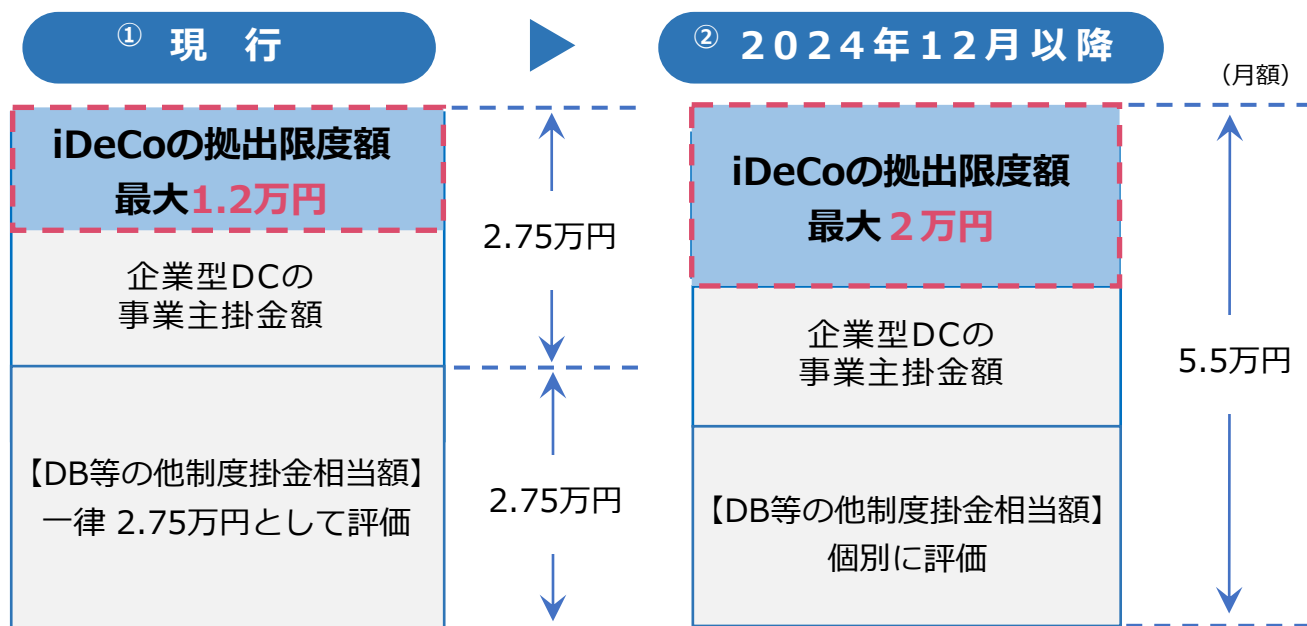 ① 現 行
iDeCoの拠出限度額
最大1.2万円
企業型DCの
事業主掛金額
【DB等の他制度掛金相当額】
一律 2.75万円として評価
2.75万円
2.75万円
② 2024年12月以降
（月額）
iDeCoの拠出限度額
最大２万円
企業型DCの
事業主掛金額
【DB等の他制度掛金相当額】
個別に評価
5.5万円